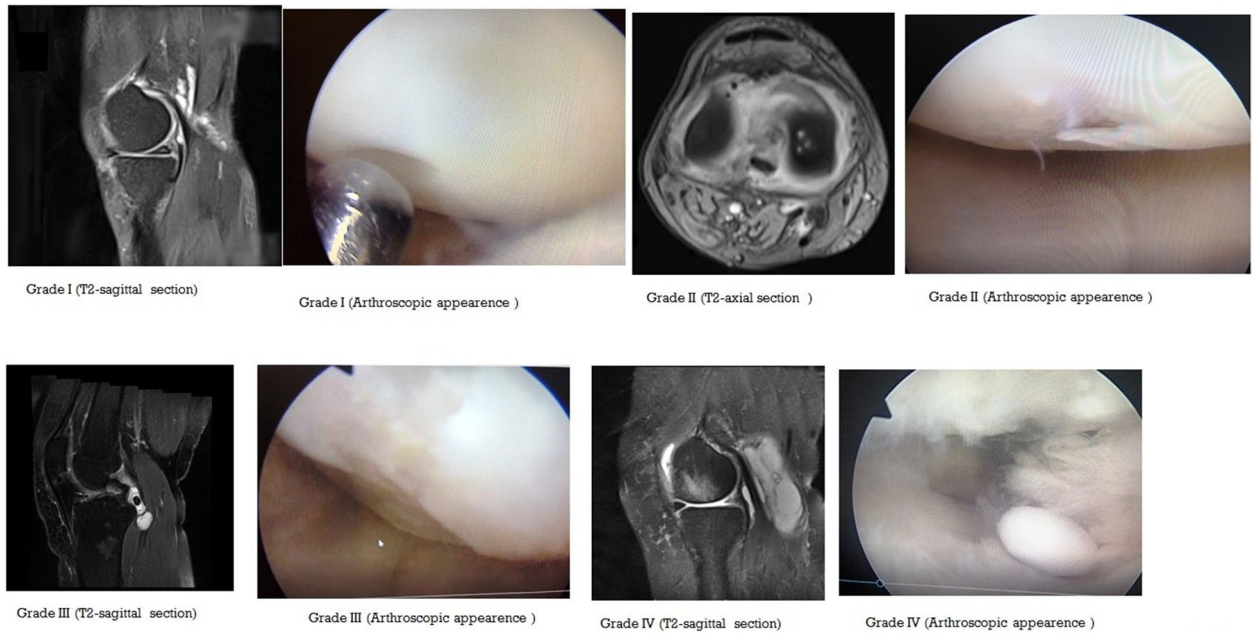 Grade I (T2-sagittal section)
Grade I (Arthroscopic appearence )
Grade II (T2-axial section )
Grade II (Arthroscopic appearence )
Grade III (T2-sagittal section)
Grade III (Arthroscopic appearence )
Grade IV (T2-sagittal section)
Grade IV (Arthroscopic appearence )